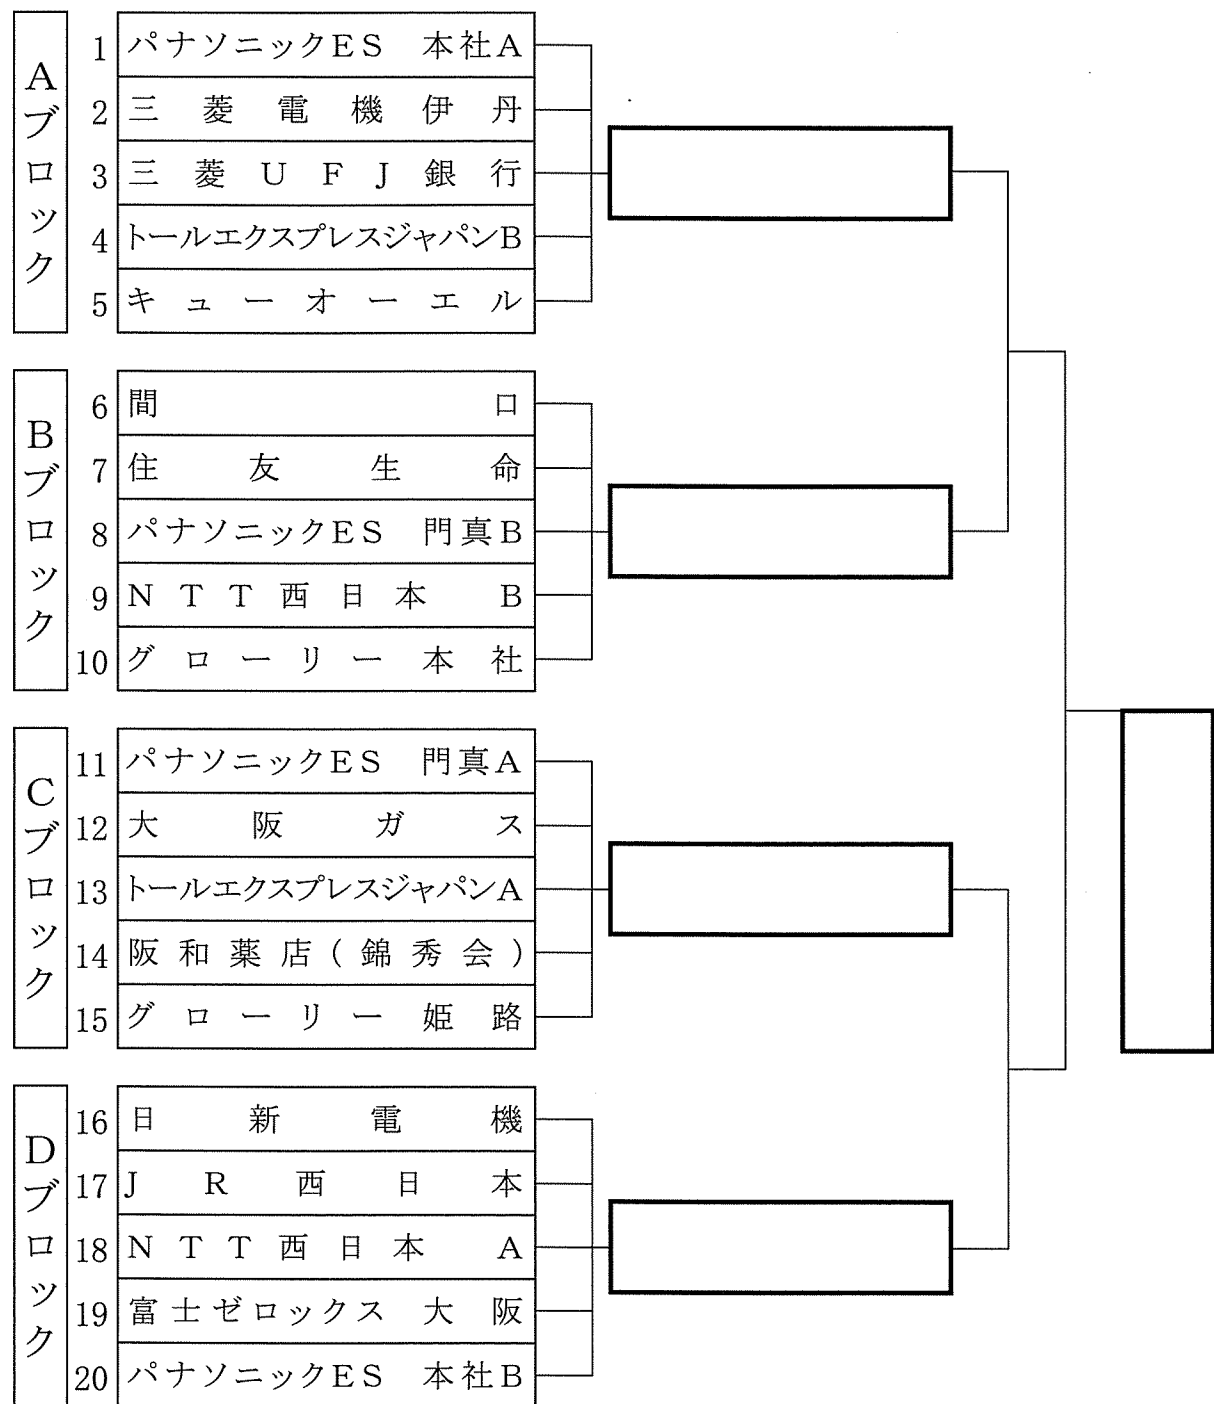 Aブロック
1 パナソニックES 本社A
2 三菱電機伊丹
3 三菱UFJ銀行
4 トールエクスプレスジャパンB
5 キューオーエル
Bブロック
6 間口
7 住友生命
8 パナソニックES 門真B
9 NTT西日本 B
10 グローリー本社
Cブロック
11 パナソニックES 門真A
12 大阪ガス
13 トールエクスプレスジャパンA
14 阪和薬店(錦秀会)
15 グローリー姫路
Dブロック
16 日新電機
17 JR西日本
18 NTT西日本 A
19 富士ゼロックス 大阪
20 パナソニックES 本社B